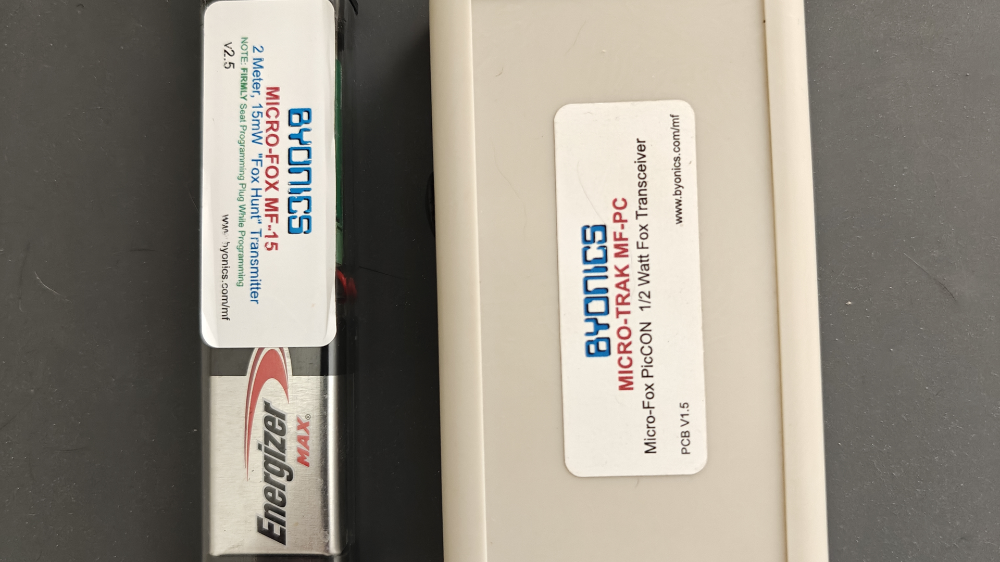 BYONICS
MICRO-FOX MF-15
2 Meter, 15mW "Fox Hunt" Transmitter
NOTE: FIRMLY Seat Programming Plug While Programming
v2.5
www.byonics.com/mf
Energizer
MAX®
BYONICS
MICRO-TRAK MF-PC
Micro-Fox PicCON 1/2 Watt Fox Transceiver
PCB V1.5
www.byonics.com/mf